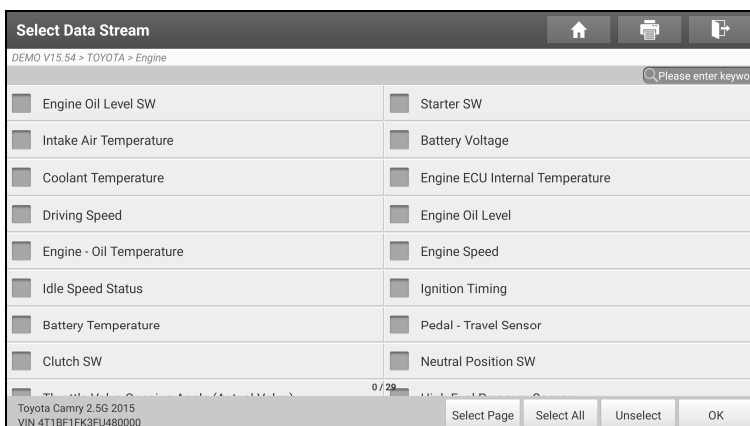 Select Data Stream
DEMO V15.54 > TOYOTA > Engine
Please enter keywo
Engine Oil Level SW
Starter SW
Intake Air Temperature
Battery Voltage
Coolant Temperature
Engine ECU Internal Temperature
Driving Speed
Engine Oil Level
Engine - Oil Temperature
Engine Speed
Idle Speed Status
Ignition Timing
Battery Temperature
Pedal - Travel Sensor
Clutch SW
Neutral Position SW
0 / 29
Toyota Camry 2.5G 2015
VIN 4T1BF1FK3FU480000
Select Page
Select All
Unselect
OK